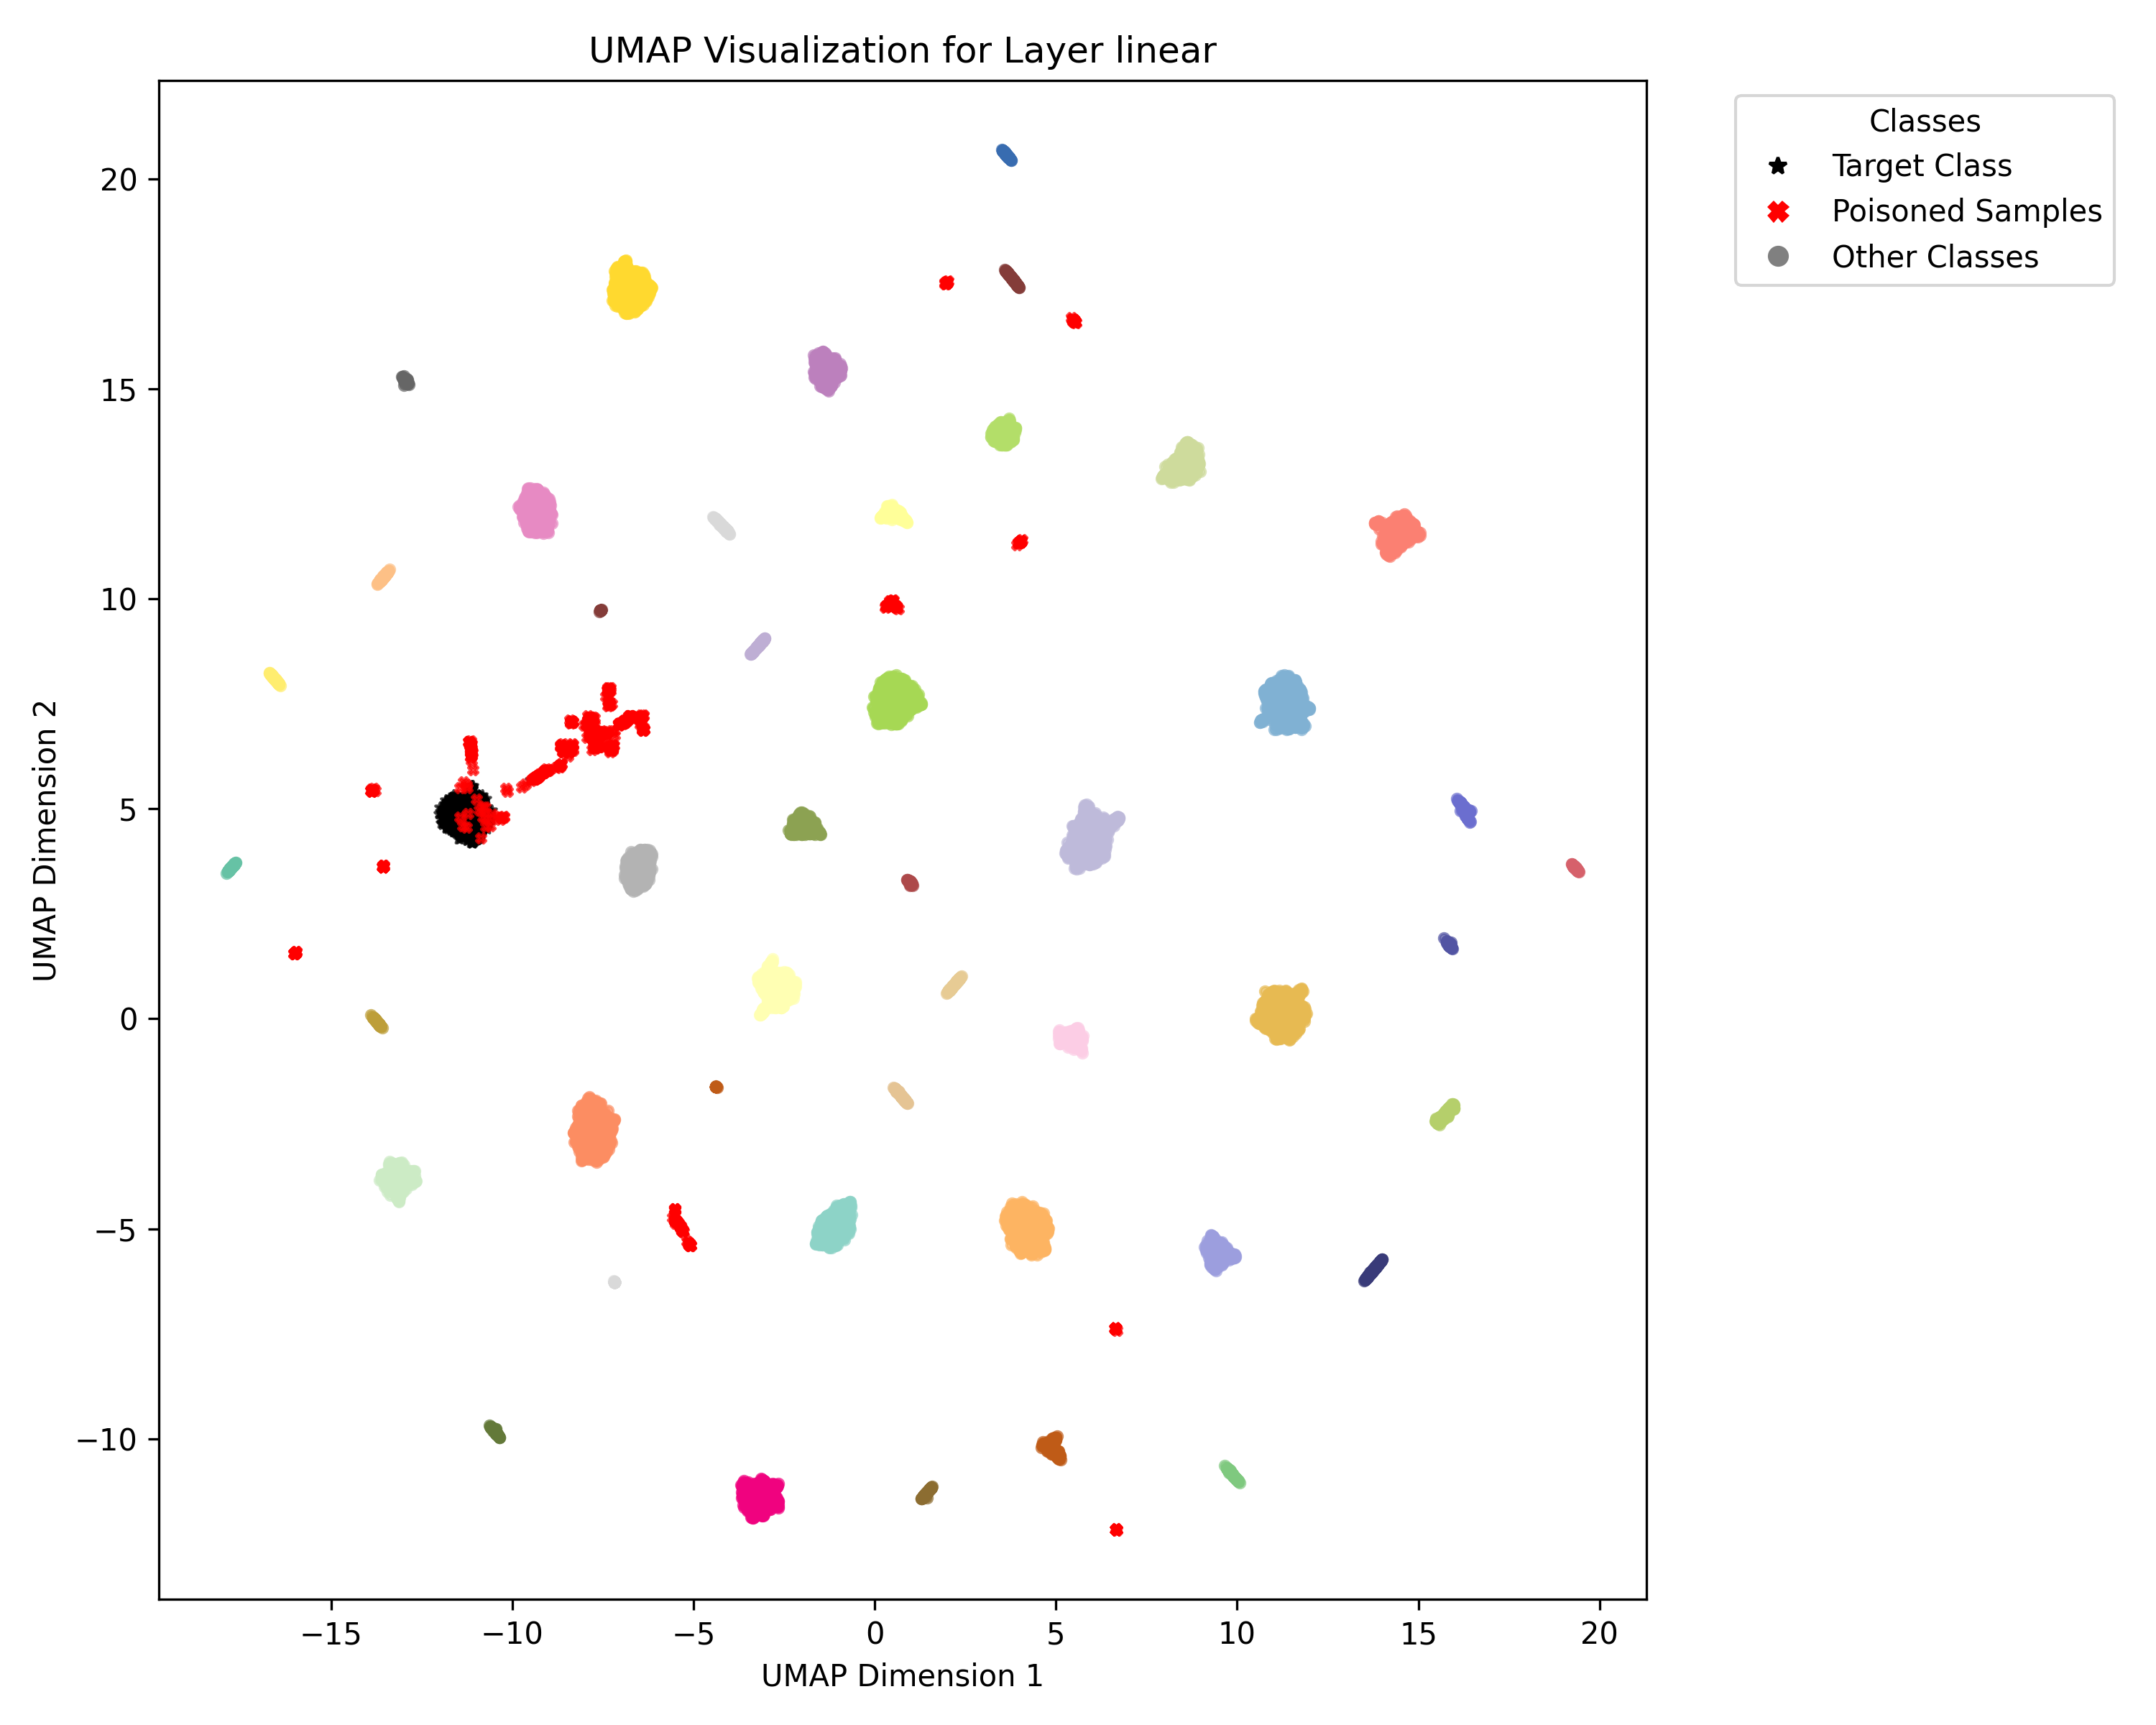 UMAP Visualization for Layer linear
Classes
Target Class
Poisoned Samples
Other Classes
UMAP Dimension 2
20
15
10
5
0
−5
−10
−15
−10
−5
0
5
10
15
20
UMAP Dimension 1